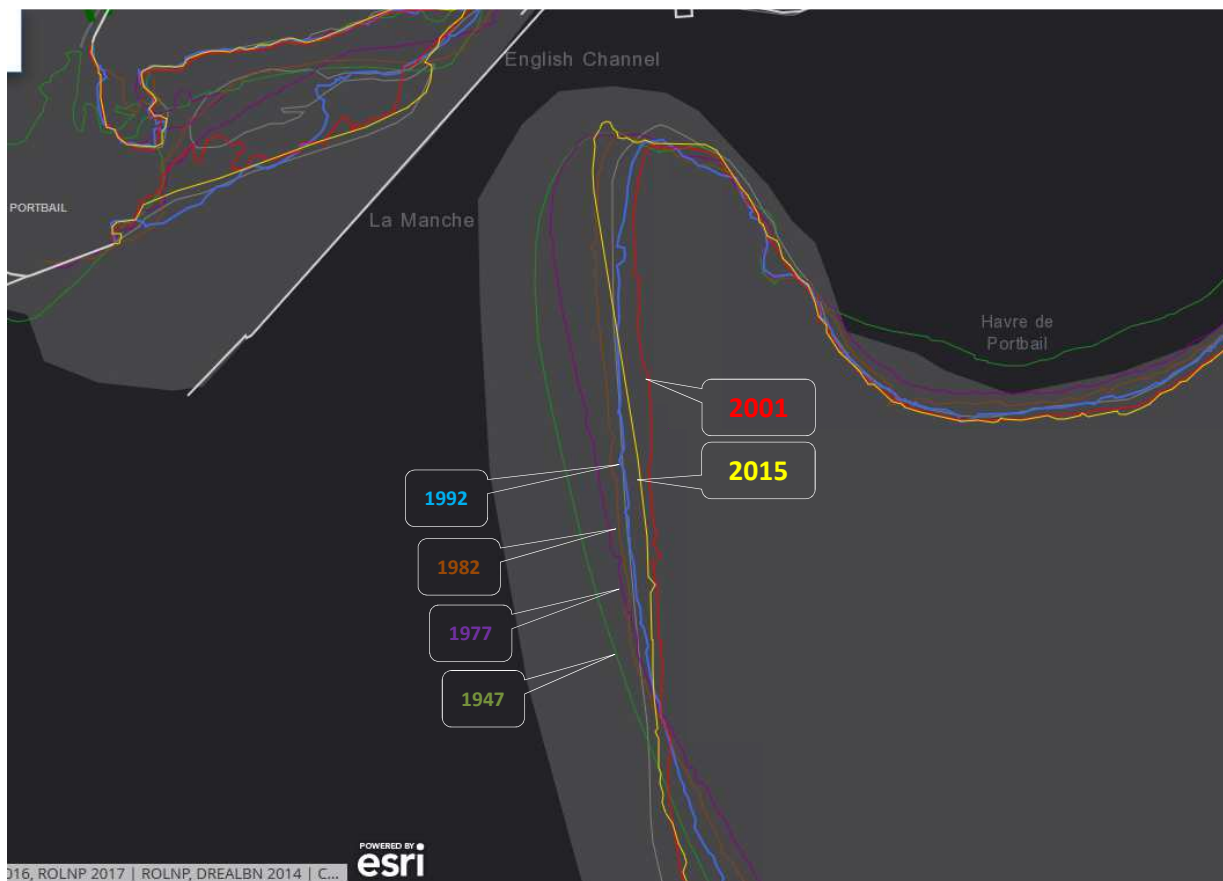 English Channel
PORTBAIL
La Manche
Havre de
Portbail
2001
2015
1992
1982
1977
1947
POWERED BY
esri
016, ROLNP 2017 | ROLNP, DREALBN 2014 | C...